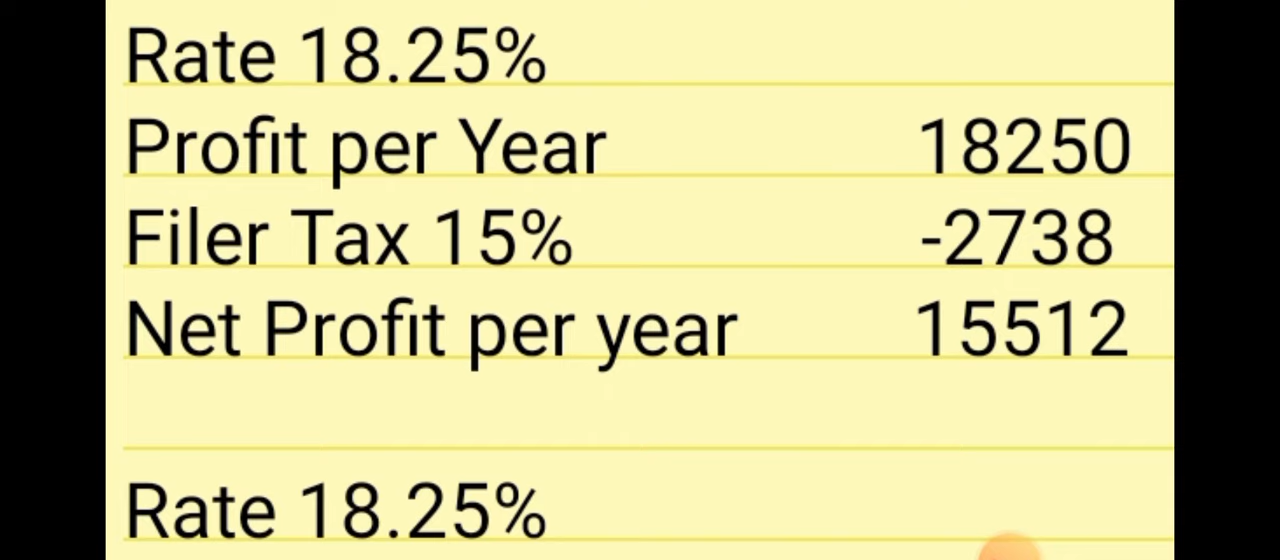 Rate 18.25%
Profit per Year 18250
Filer Tax 15% -2738
Net Profit per year 15512
Rate 18.25%